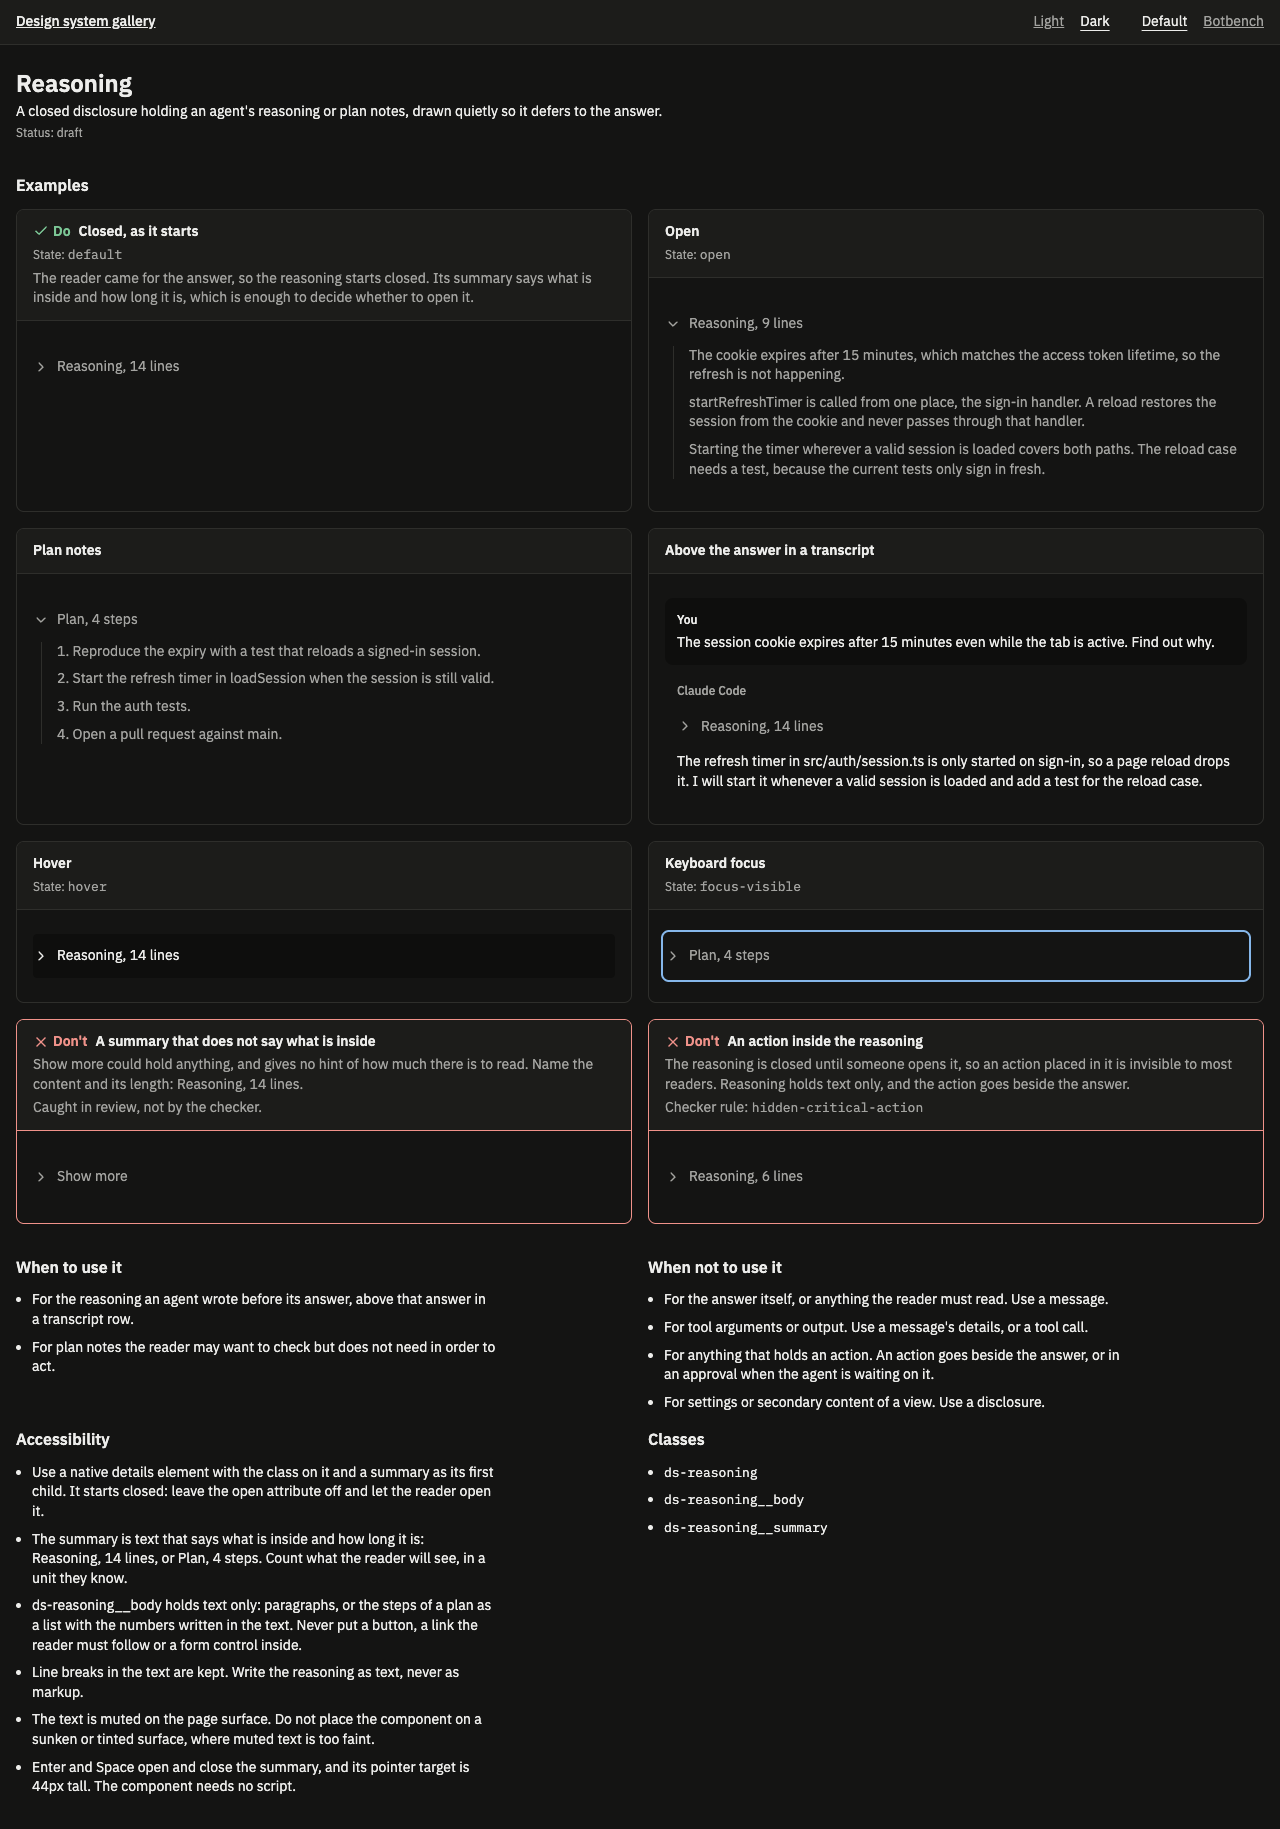 Design system gallery
Light Dark Default Botbench
Reasoning
A closed disclosure holding an agent's reasoning or plan notes, drawn quietly so it defers to the answer.
Status: draft
Examples
Do Closed, as it starts
State: default
The reader came for the answer, so the reasoning starts closed. Its summary says what is
inside and how long it is, which is enough to decide whether to open it.
Reasoning, 14 lines
Open
State: open
Reasoning, 9 lines
The cookie expires after 15 minutes, which matches the access token lifetime, so the
refresh is not happening.
startRefreshTimer is called from one place, the sign-in handler. A reload restores the
session from the cookie and never passes through that handler.
Starting the timer wherever a valid session is loaded covers both paths. The reload case
needs a test, because the current tests only sign in fresh.
Plan notes
Plan, 4 steps
1. Reproduce the expiry with a test that reloads a signed-in session.
2. Start the refresh timer in loadSession when the session is still valid.
3. Run the auth tests.
4. Open a pull request against main.
Above the answer in a transcript
You
The session cookie expires after 15 minutes even while the tab is active. Find out why.
Claude Code
Reasoning, 14 lines
The refresh timer in src/auth/session.ts is only started on sign-in, so a page reload drops
it. I will start it whenever a valid session is loaded and add a test for the reload case.
Hover
State: hover
Reasoning, 14 lines
Keyboard focus
State: focus-visible
Plan, 4 steps
Don't A summary that does not say what is inside
Show more could hold anything, and gives no hint of how much there is to read. Name the
content and its length: Reasoning, 14 lines.
Caught in review, not by the checker.
Show more
Don't An action inside the reasoning
The reasoning is closed until someone opens it, so an action placed in it is invisible to most
readers. Reasoning holds text only, and the action goes beside the answer.
Checker rule: hidden-critical-action
Reasoning, 6 lines
When to use it
• For the reasoning an agent wrote before its answer, above that answer in
a transcript row.
• For plan notes the reader may want to check but does not need in order to
act.
When not to use it
• For the answer itself, or anything the reader must read. Use a message.
• For tool arguments or output. Use a message's details, or a tool call.
• For anything that holds an action. An action goes beside the answer, or in
an approval when the agent is waiting on it.
• For settings or secondary content of a view. Use a disclosure.
Accessibility
• Use a native details element with the class on it and a summary as its first
child. It starts closed: leave the open attribute off and let the reader open
it.
• The summary is text that says what is inside and how long it is:
Reasoning, 14 lines, or Plan, 4 steps. Count what the reader will see, in a
unit they know.
• ds-reasoning__body holds text only: paragraphs, or the steps of a plan as
a list with the numbers written in the text. Never put a button, a link the
reader must follow or a form control inside.
• Line breaks in the text are kept. Write the reasoning as text, never as
markup.
• The text is muted on the page surface. Do not place the component on a
sunken or tinted surface, where muted text is too faint.
• Enter and Space open and close the summary, and its pointer target is
44px tall. The component needs no script.
Classes
• ds-reasoning
• ds-reasoning__body
• ds-reasoning__summary